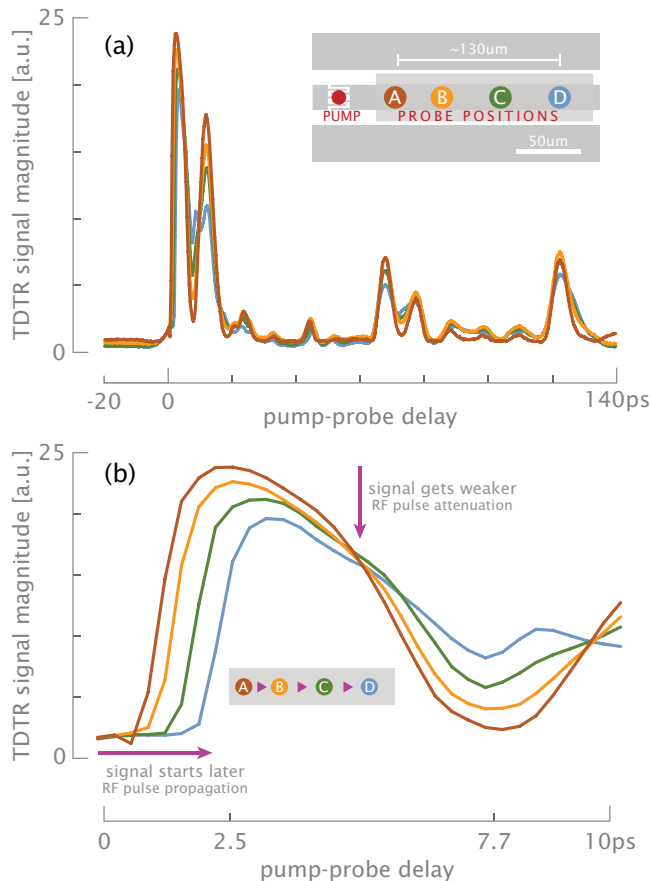 25
(a)
~130um
A B C D
PUMP
PROBE POSITIONS
50um
TDTR signal magnitude [a.u.]
0
-20
0
140ps
pump-probe delay
25
(b)
signal gets weaker
RF pulse attenuation
TDTR signal magnitude [a.u.]
A B C D
0
signal starts later
RF pulse propagation
0
2.5
7.7
10ps
pump-probe delay